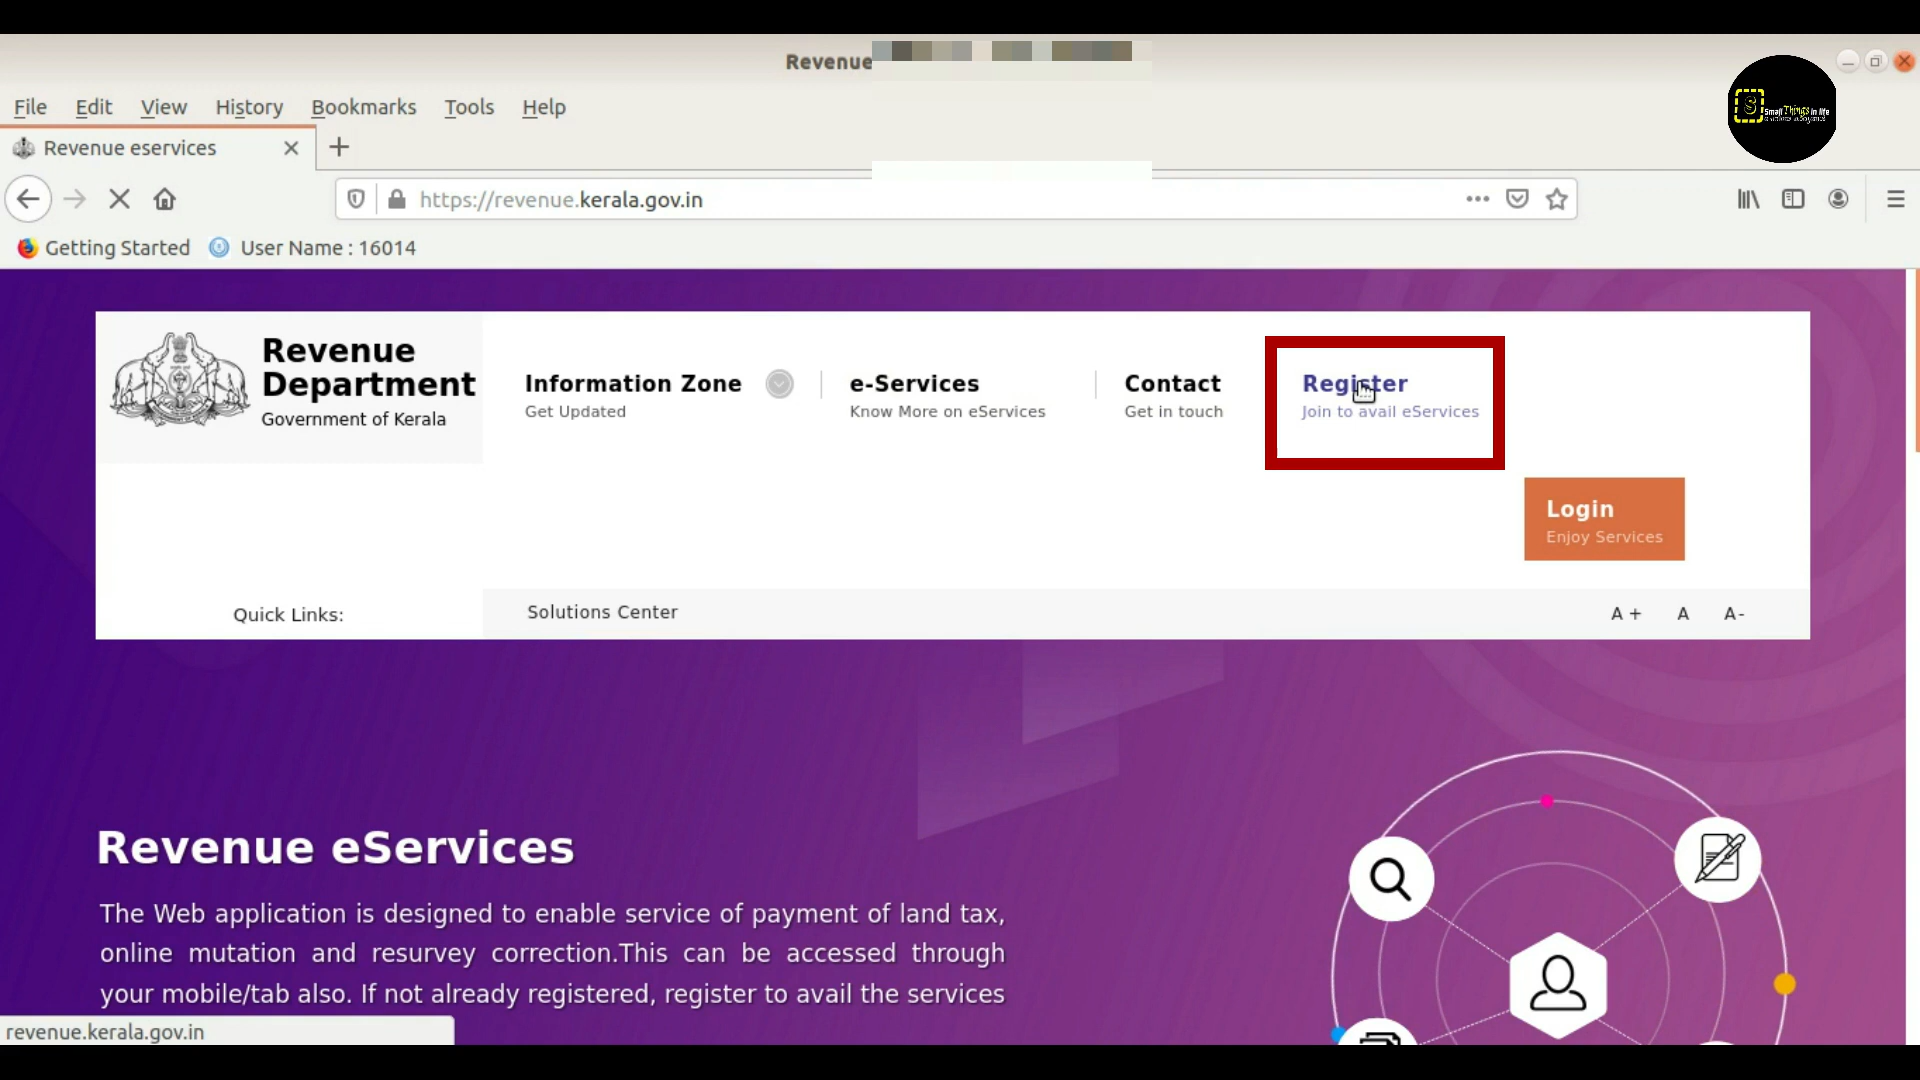 Revenue
File Edit View History Bookmarks Tools Help
Small Things in life
Revenue eservices
https://revenue.kerala.gov.in
Getting Started User Name : 16014
Revenue
Department
Government of Kerala
Information Zone
Get Updated
e-Services
Know More on eServices
Contact
Get in touch
Register
Join to avail eServices
Login
Enjoy Services
Quick Links:
Solutions Center
A + A A-
Revenue eServices
The Web application is designed to enable service of payment of land tax,
online mutation and resurvey correction.This can be accessed through
your mobile/tab also. If not already registered, register to avail the services
revenue.kerala.gov.in